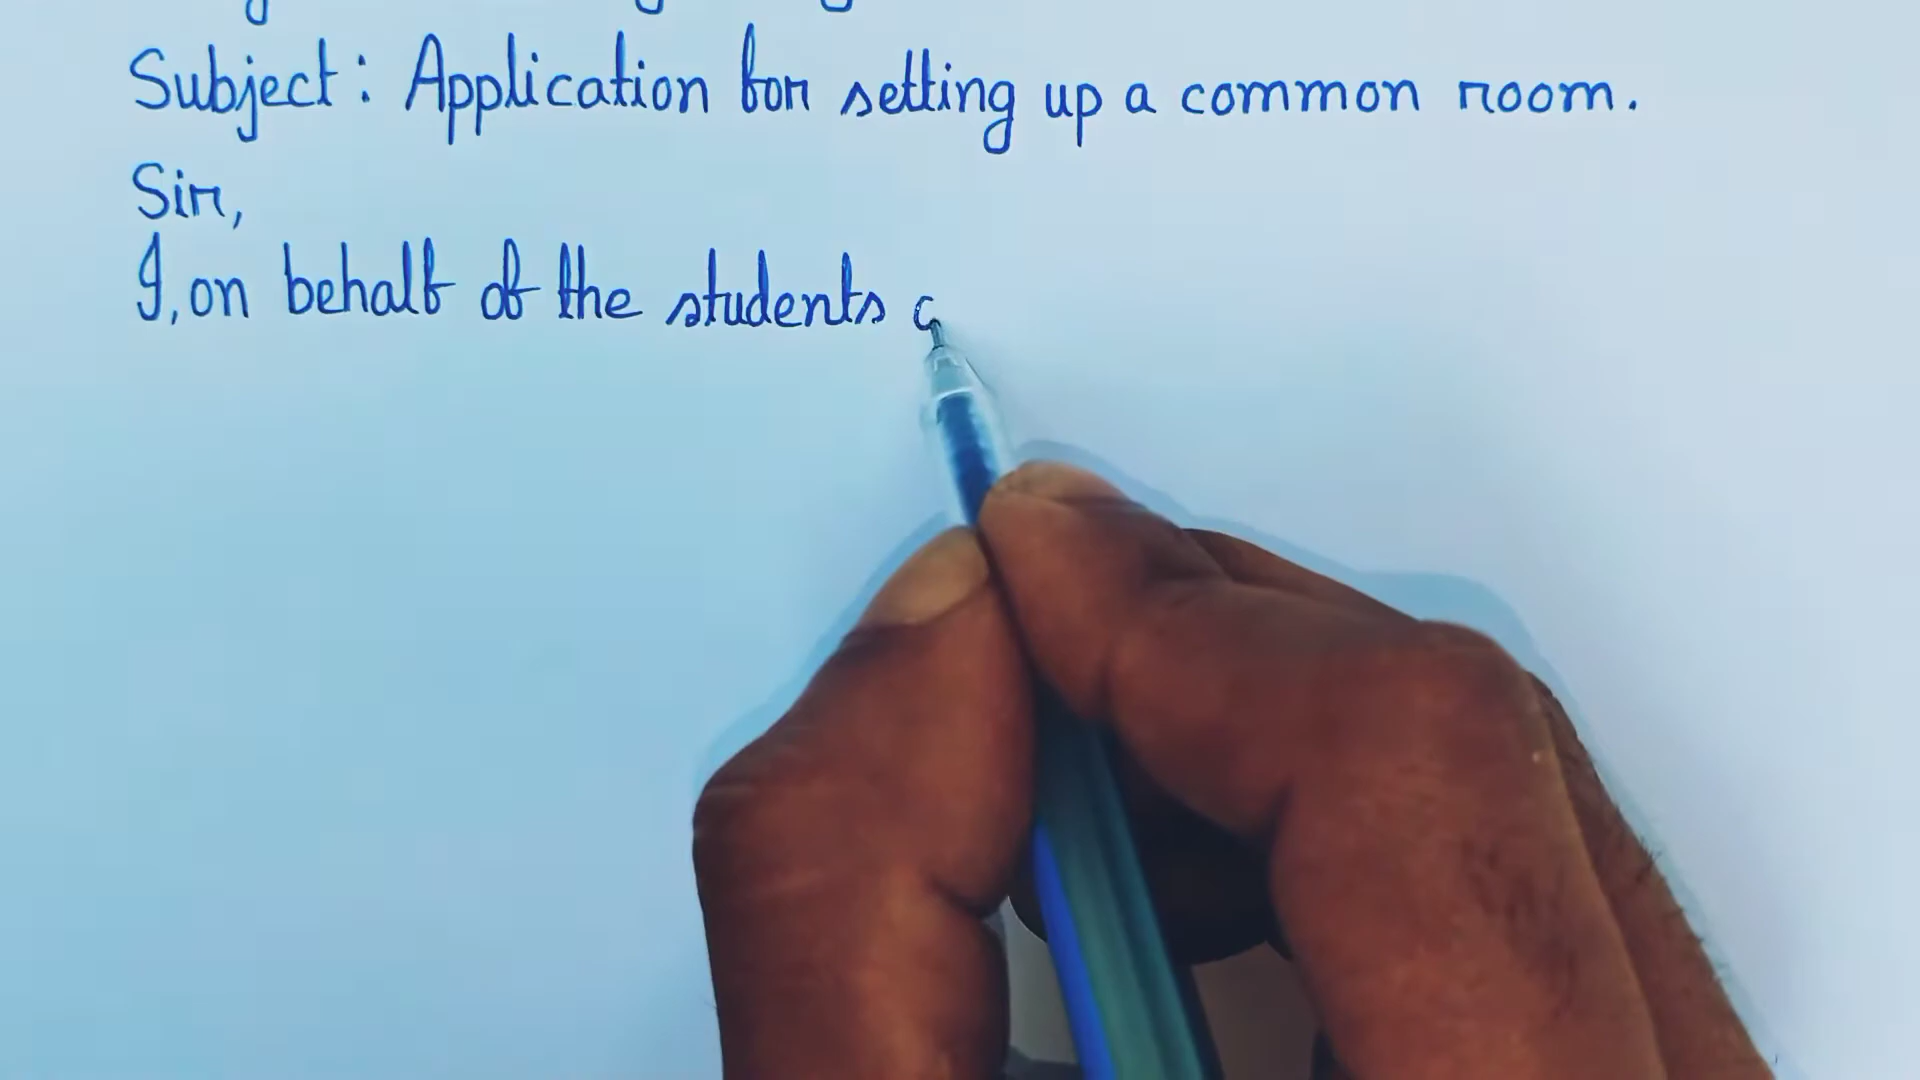 Subject: Application for setting up a common room.
Sir,
I, on behalf of the students